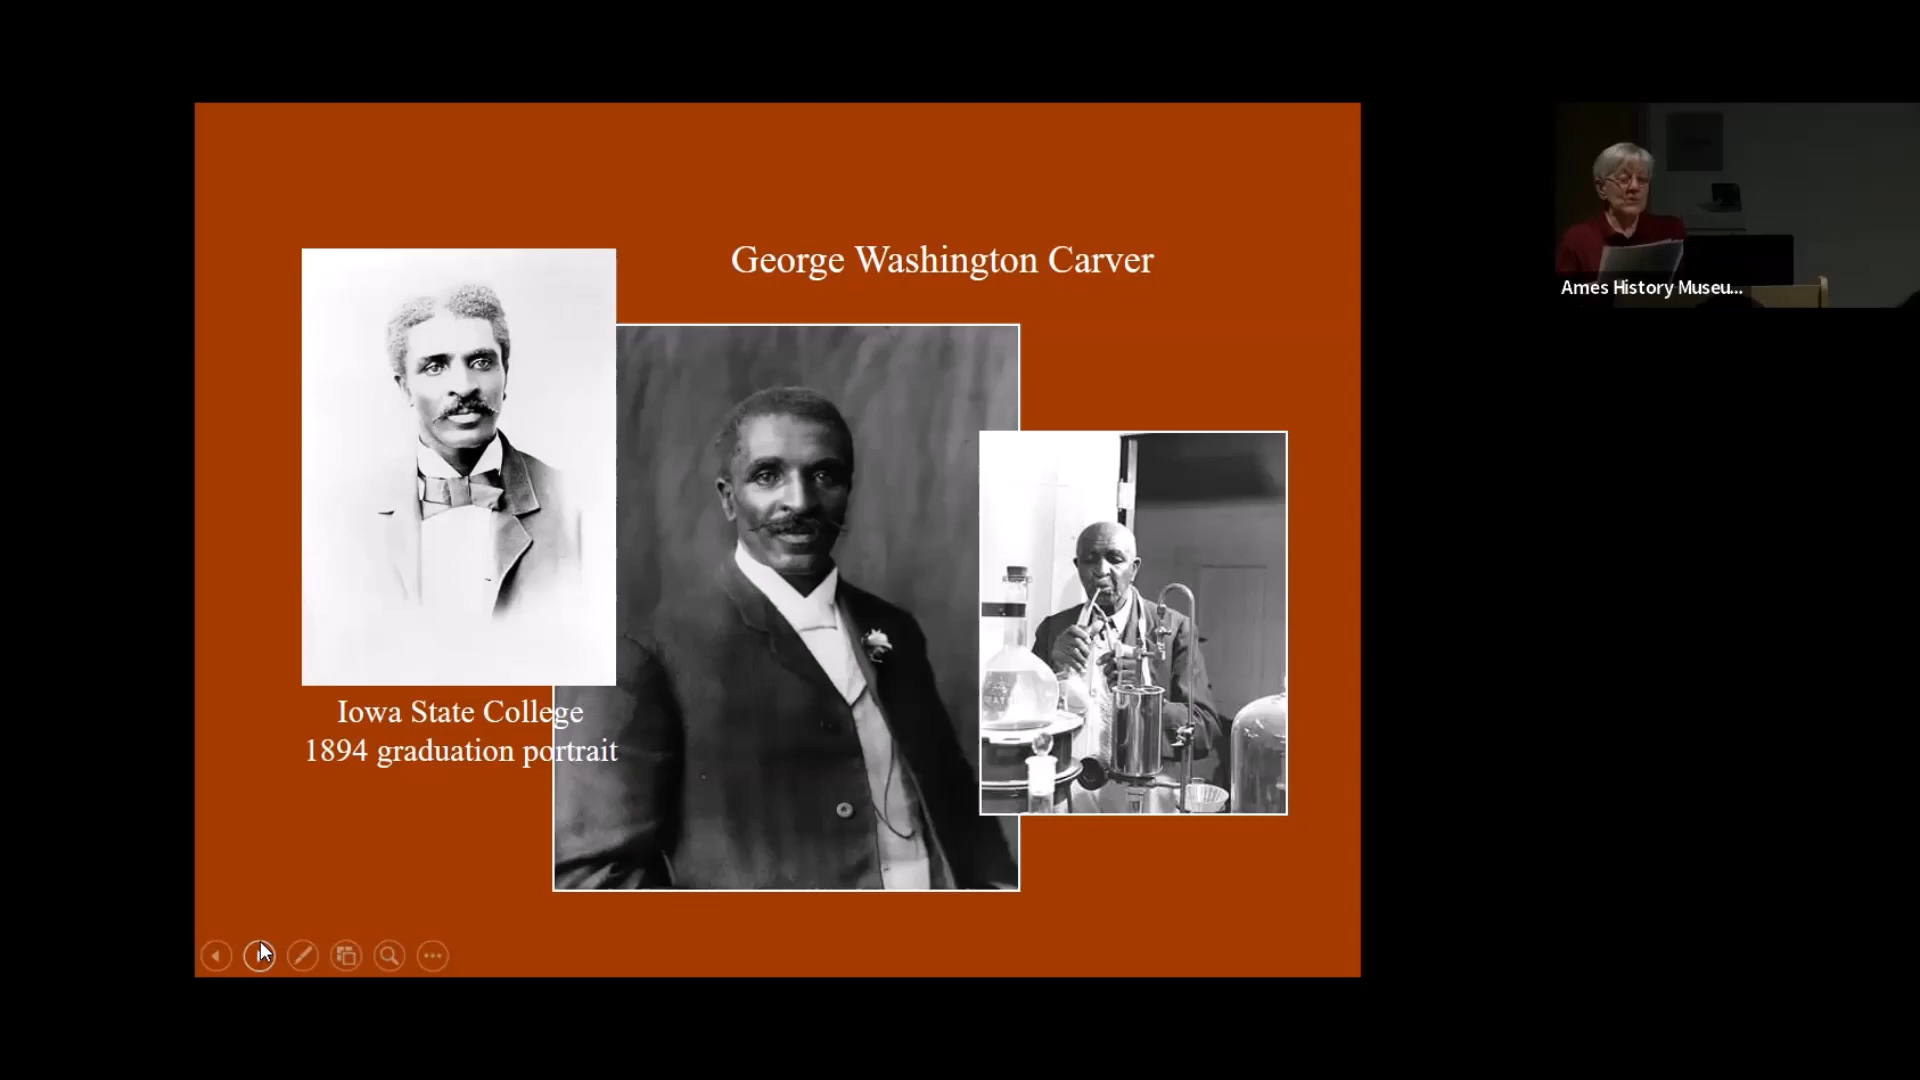 George Washington Carver
Iowa State College
1894 graduation portrait
Ames History Museu...